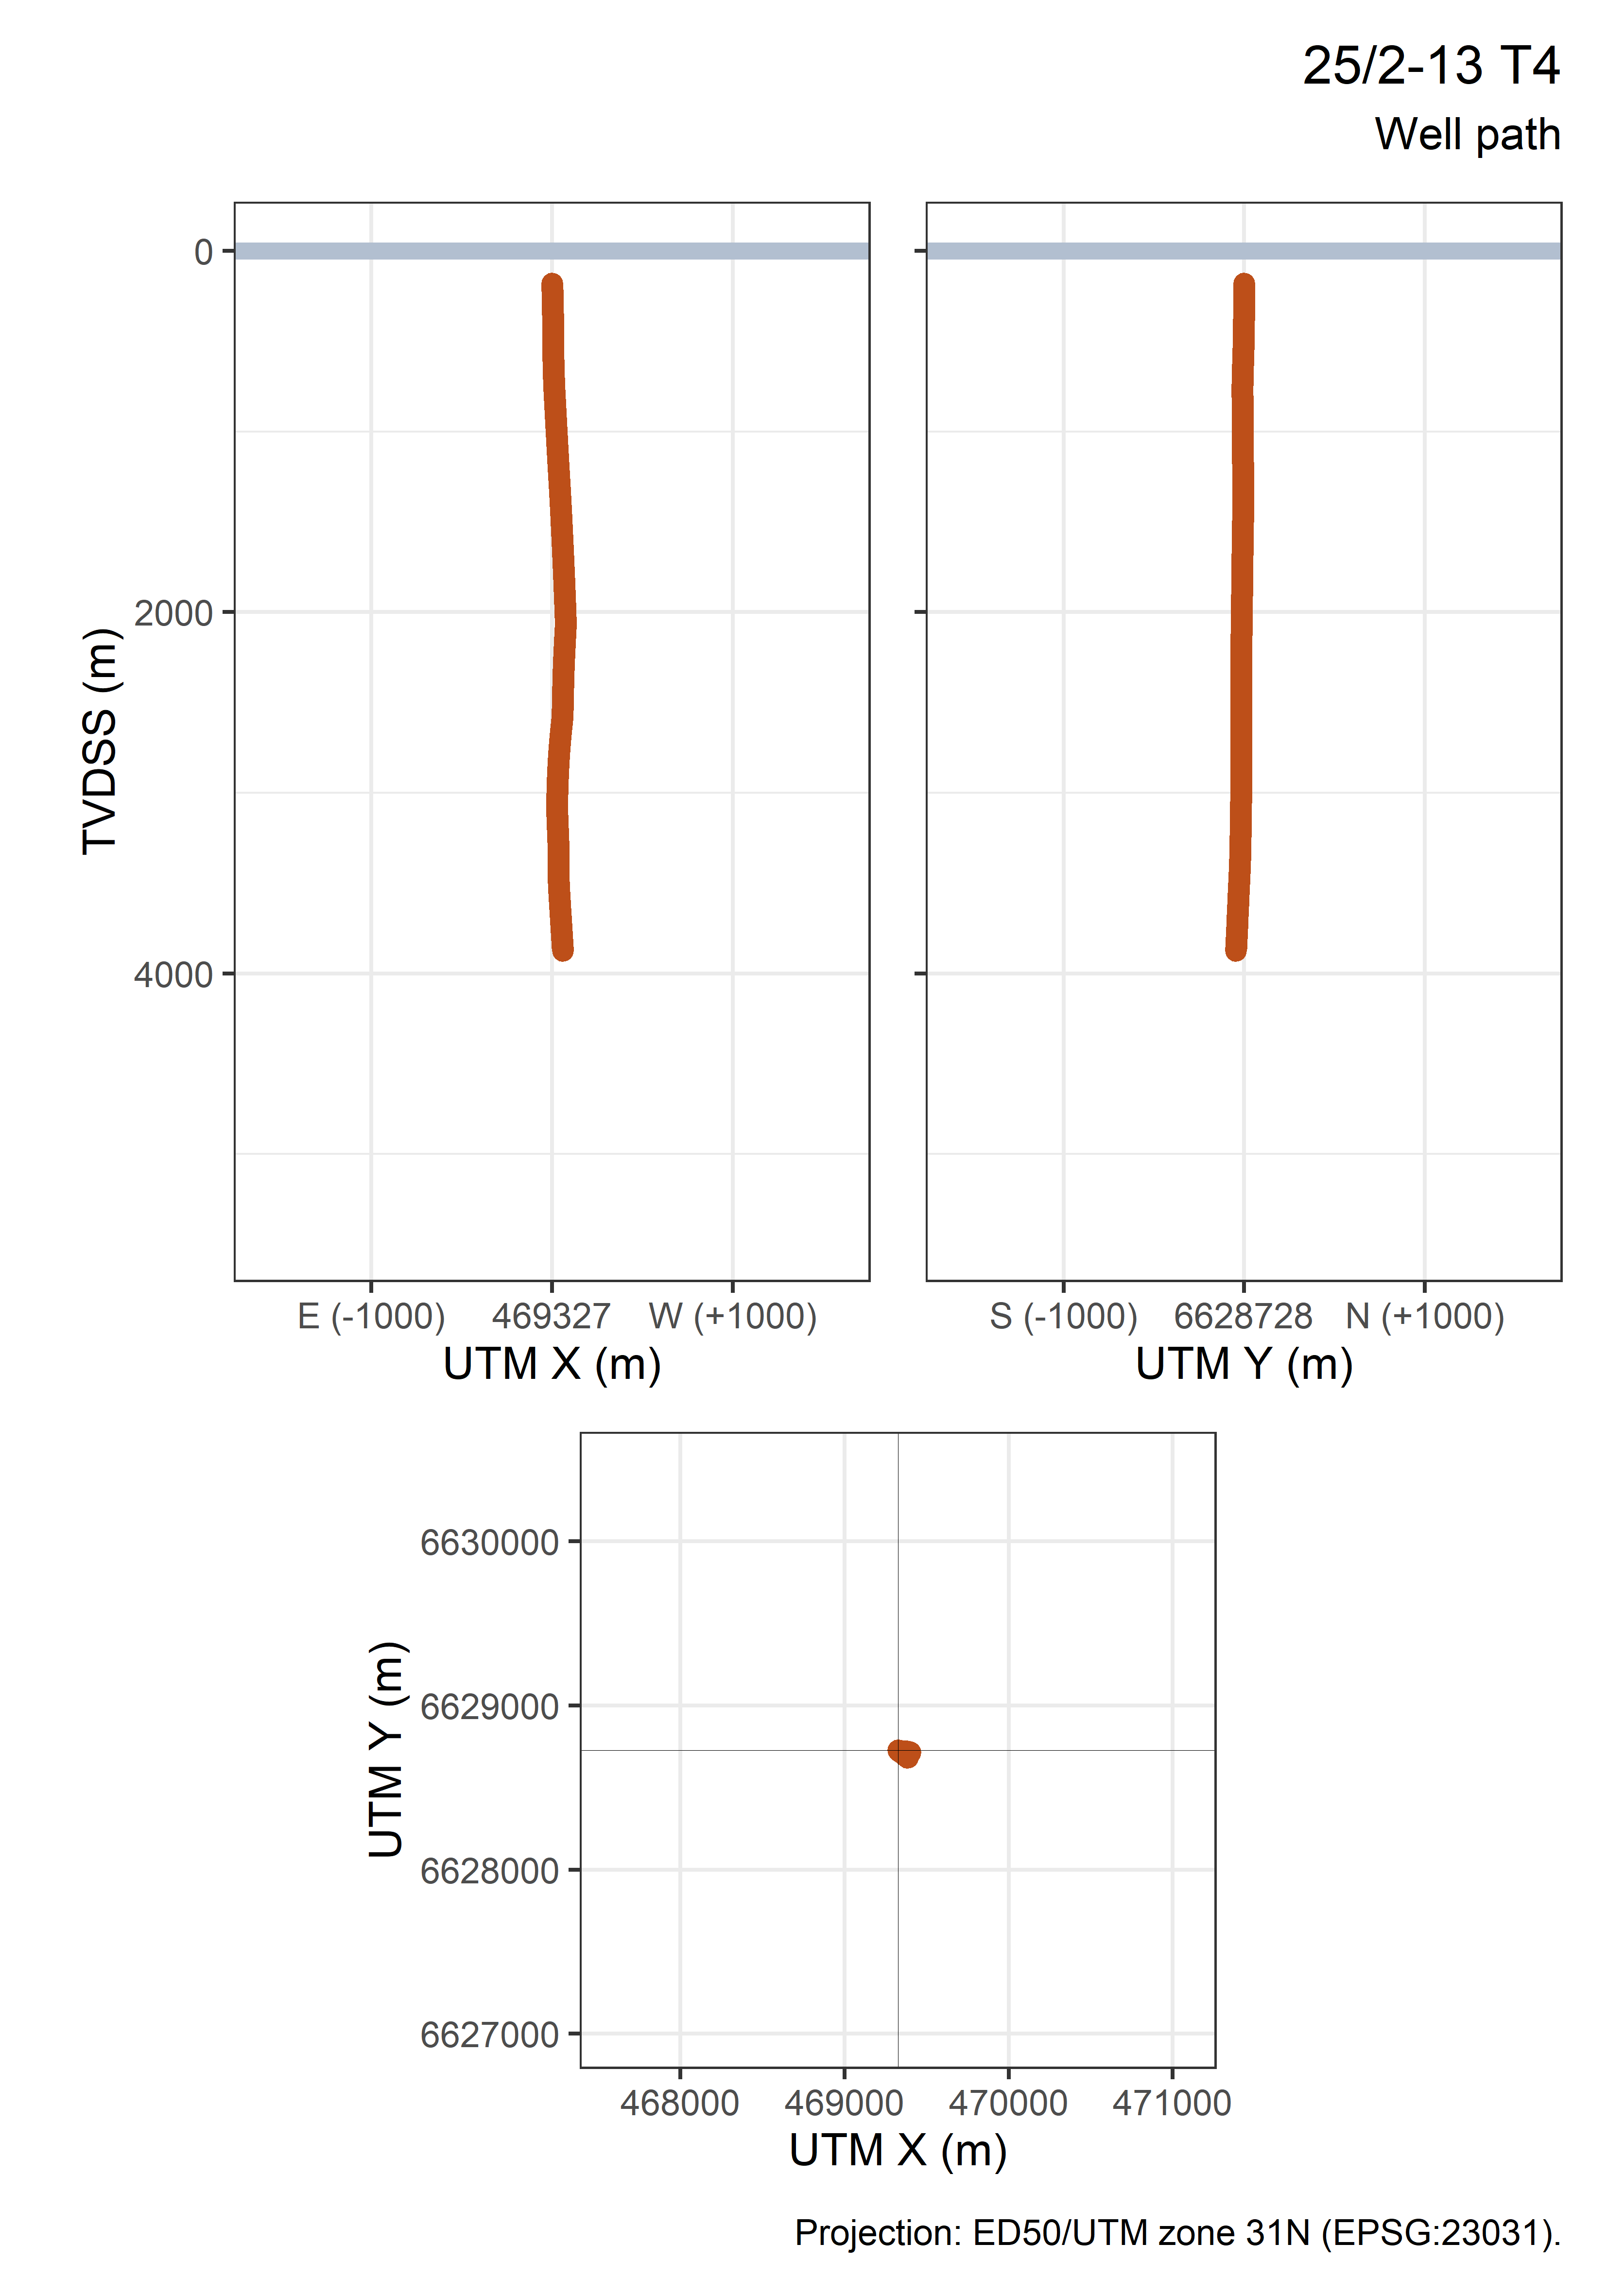 25/2-13 T4
Well path
TVDSS (m)
0
2000
4000
E (-1000) 469327 W (+1000)
UTM X (m)
S (-1000) 6628728 N (+1000)
UTM Y (m)
UTM Y (m)
6630000
6629000
6628000
6627000
468000 469000 470000 471000
UTM X (m)
Projection: ED50/UTM zone 31N (EPSG:23031).